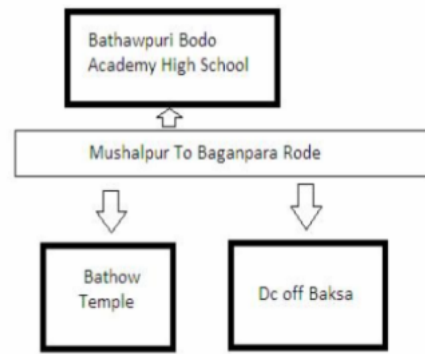 Bathawpuri Bodo
Academy High School
Mushalpur To Baganpara Rode
Bathow
Temple
Dc off Baksa